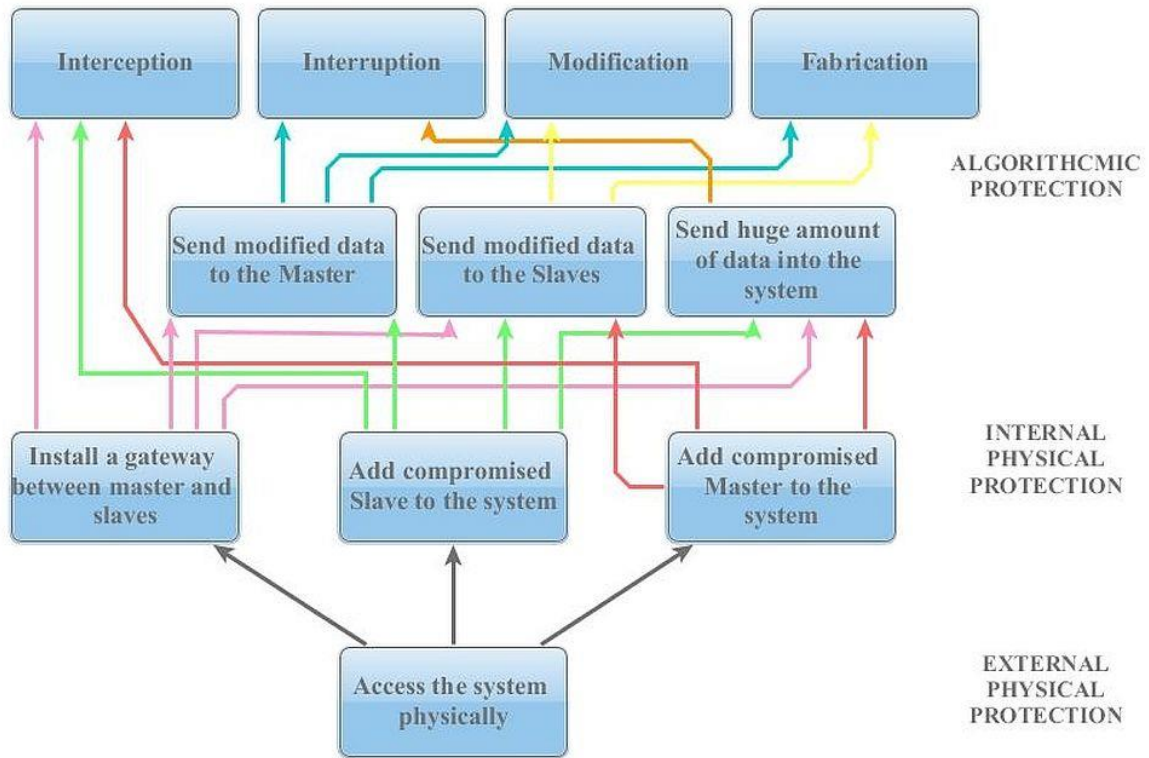 Interception
Interruption
Modification
Fabrication
ALGORITHCMIC
PROTECTION
Send modified data
to the Master
Send modified data
to the Slaves
Send huge amount
of data into the
system
Install a gateway
between master and
slaves
Add compromised
Slave to the system
Add compromised
Master to the
system
INTERNAL
PHYSICAL
PROTECTION
Access the system
physically
EXTERNAL
PHYSICAL
PROTECTION